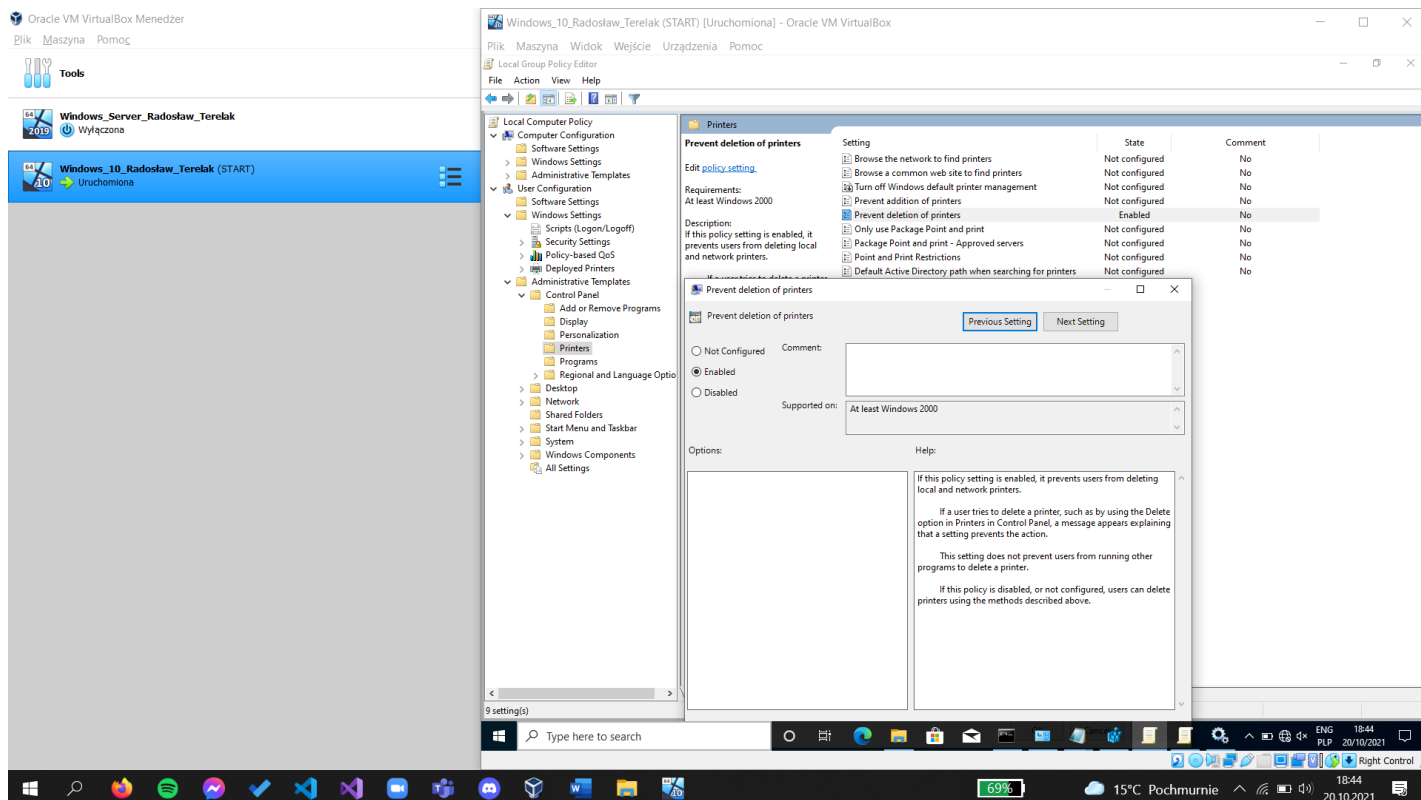 Oracle VM VirtualBox Menedżer
Plik Maszyna Pomoc
Tools
64
2019
Windows_Server_Radosław_Terelak
Wyłączona
64
10
Windows_10_Radosław_Terelak (START)
Uruchomiona
Windows_10_Radosław_Terelak (START) [Uruchomiona] - Oracle VM VirtualBox
Plik Maszyna Widok Wejście Urządzenia Pomoc
Local Group Policy Editor
File Action View Help
Local Computer Policy
Computer Configuration
Software Settings
Windows Settings
Administrative Templates
User Configuration
Software Settings
Windows Settings
Scripts (Logon/Logoff)
Security Settings
Policy-based QoS
Deployed Printers
Administrative Templates
Control Panel
Add or Remove Programs
Display
Personalization
Printers
Programs
Regional and Language Optio
Desktop
Network
Shared Folders
Start Menu and Taskbar
System
Windows Components
All Settings
9 setting(s)
Printers
Prevent deletion of printers
Edit policy setting
Requirements:
At least Windows 2000
Description:
If this policy setting is enabled, it
prevents users from deleting local
and network printers.
If a user tries to delete a printer
Setting State Comment
Browse the network to find printers Not configured No
Browse a common web site to find printers Not configured No
Turn off Windows default printer management Not configured No
Prevent addition of printers Not configured No
Prevent deletion of printers Enabled No
Only use Package Point and print Not configured No
Package Point and print - Approved servers Not configured No
Point and Print Restrictions Not configured No
Default Active Directory path when searching for printers Not configured No
Prevent deletion of printers
Prevent deletion of printers
Previous Setting Next Setting
Not Configured
Enabled
Disabled
Comment:
Supported on:
At least Windows 2000
Options:
Help:
If this policy setting is enabled, it prevents users from deleting
local and network printers.
If a user tries to delete a printer, such as by using the Delete
option in Printers in Control Panel, a message appears explaining
that a setting prevents the action.
This setting does not prevent users from running other
programs to delete a printer.
If this policy is disabled, or not configured, users can delete
printers using the methods described above.
Type here to search
Cance
ENG
PLP
18:44
20/10/2021
Right Control
69%
15°C Pochmurnie
18:44
20.10.2021